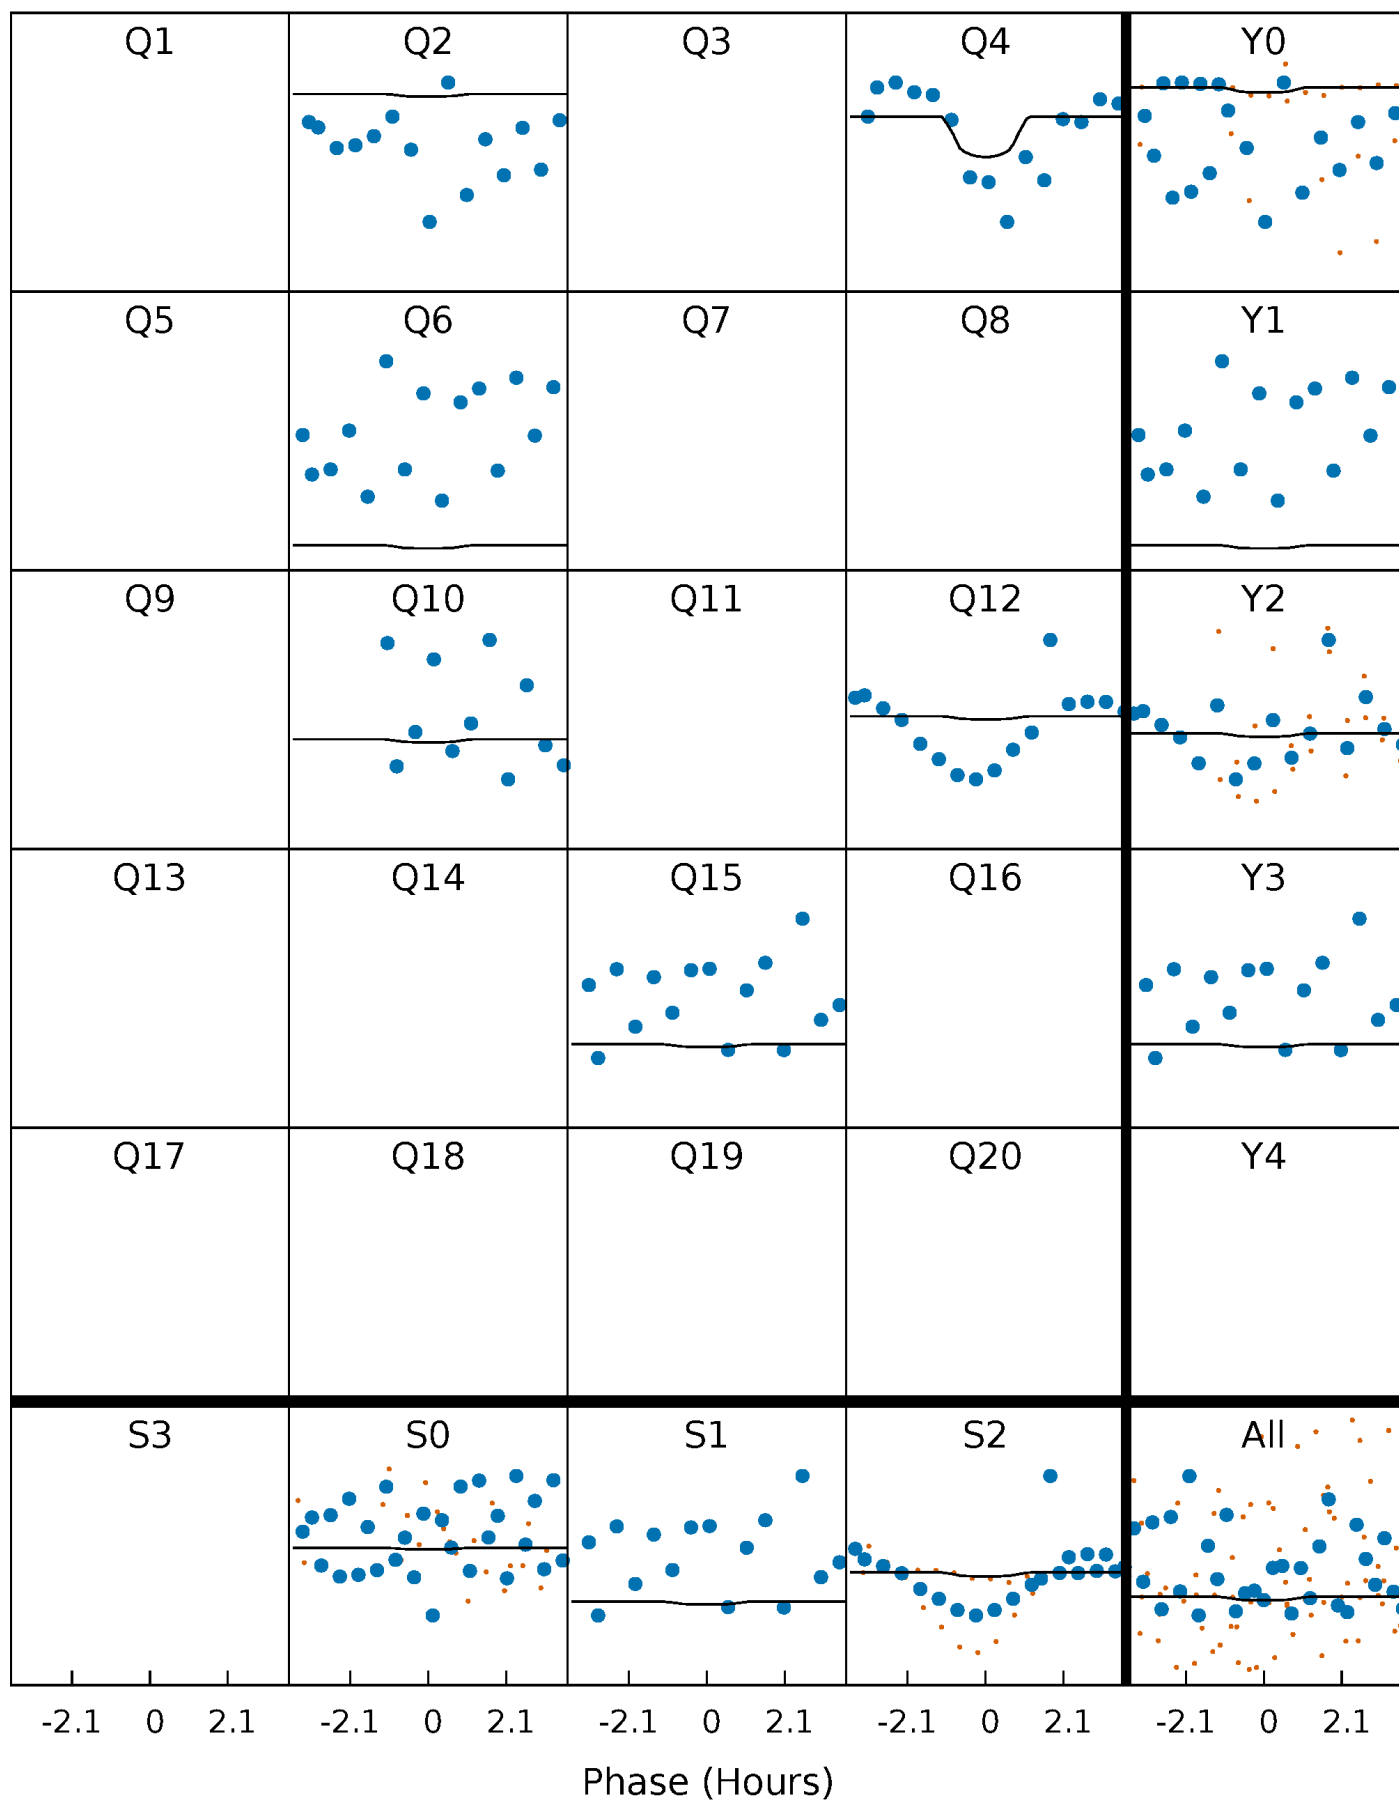 Q1 Q2 Q3 Q4 Y0
Q5 Q6 Q7 Q8 Y1
Q9 Q10 Q11 Q12 Y2
Q13 Q14 Q15 Q16 Y3
Q17 Q18 Q19 Q20 Y4
S3 S0 S1 S2 All
-2.1 0 2.1 -2.1 0 2.1 -2.1 0 2.1 -2.1 0 2.1 -2.1 0 2.1
Phase (Hours)